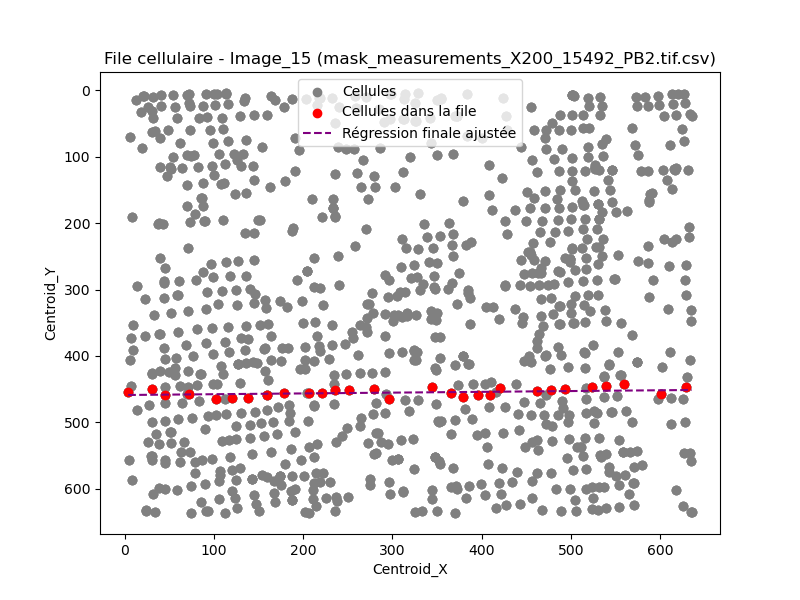 File cellulaire - Image_15 (mask_measurements_X200_15492_PB2.tif.csv)
Cellules
Cellules dans la file
Régression finale ajustée
0
100
200
300
400
500
600
Centroid_Y
0 100 200 300 400 500 600
Centroid_X